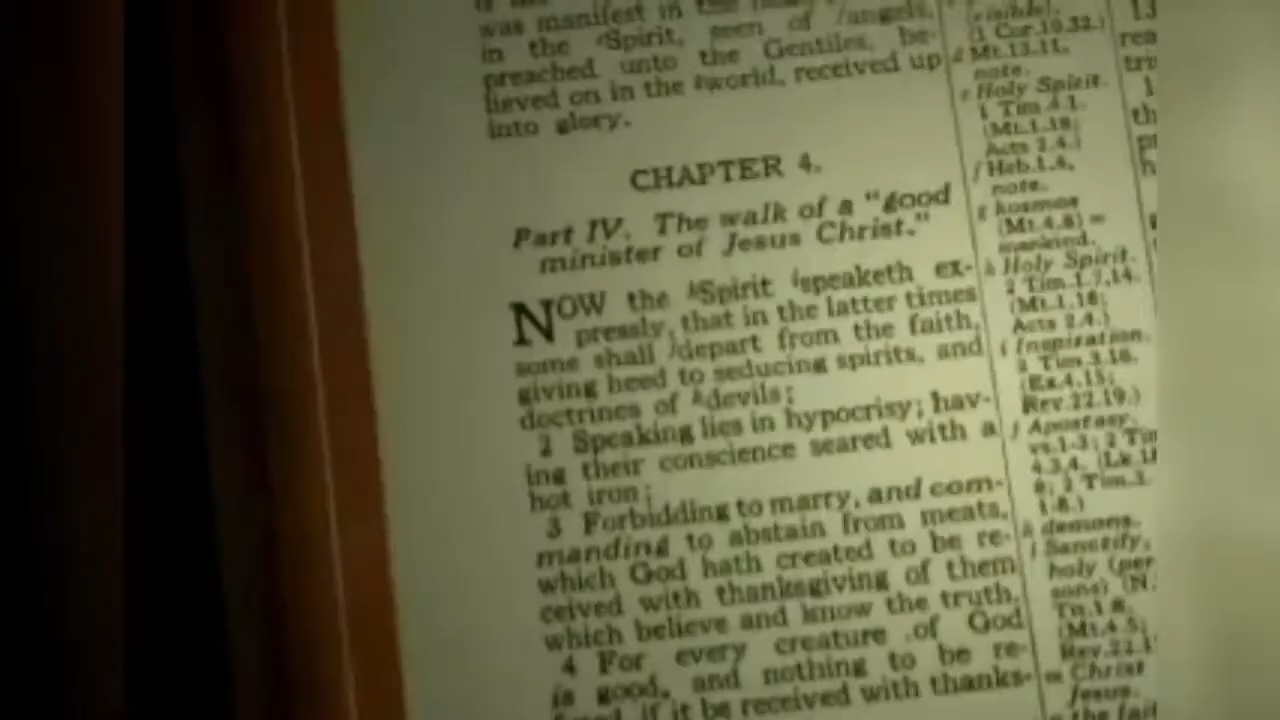 was manifest in the
in the Spirit, seen of angels,
preached unto the Gentiles, be-
lieved on in the world, received up
into glory.
CHAPTER 4.
Part IV. The walk of a "good
minister of Jesus Christ."
NOW the Spirit speaketh ex-
pressly, that in the latter times
some shall depart from the faith,
giving heed to seducing spirits, and
doctrines of devils;
2 Speaking lies in hypocrisy; hav-
ing their conscience seared with a
hot iron;
3 Forbidding to marry, and com-
manding to abstain from meats,
which God hath created to be re-
ceived with thanksgiving of them
which believe and know the truth.
4 For every creature of God
is good, and nothing to be re-
fused, if it be received with thanks-
visible).
(1 Cor.10.32.)
Mt.13.11,
note.
e Holy Spirit.
1 Tim.4.1.
(Mt.1.18;
Acts 2.4.)
f Heb.1.4,
note.
g kosmos
(Mt.4.8) =
mankind.
h Holy Spirit.
2 Tim.1.7,14.
(Mt.1.18;
Acts 2.4.)
i Inspiration.
2 Tim.3.16.
(Ex.4.15;
Rev.22.19.)
j Apostasy.
vs.1-3; 2 Tim
4.3,4. (Lk.18
8; 2 Tim.3.
1-8.)
k demons.
l Sanctify,
holy (per
sons) (N.
Ti.1.8.
(Mt.4.5;
Rev.22.1
m Christ
Jesus.
n the fait